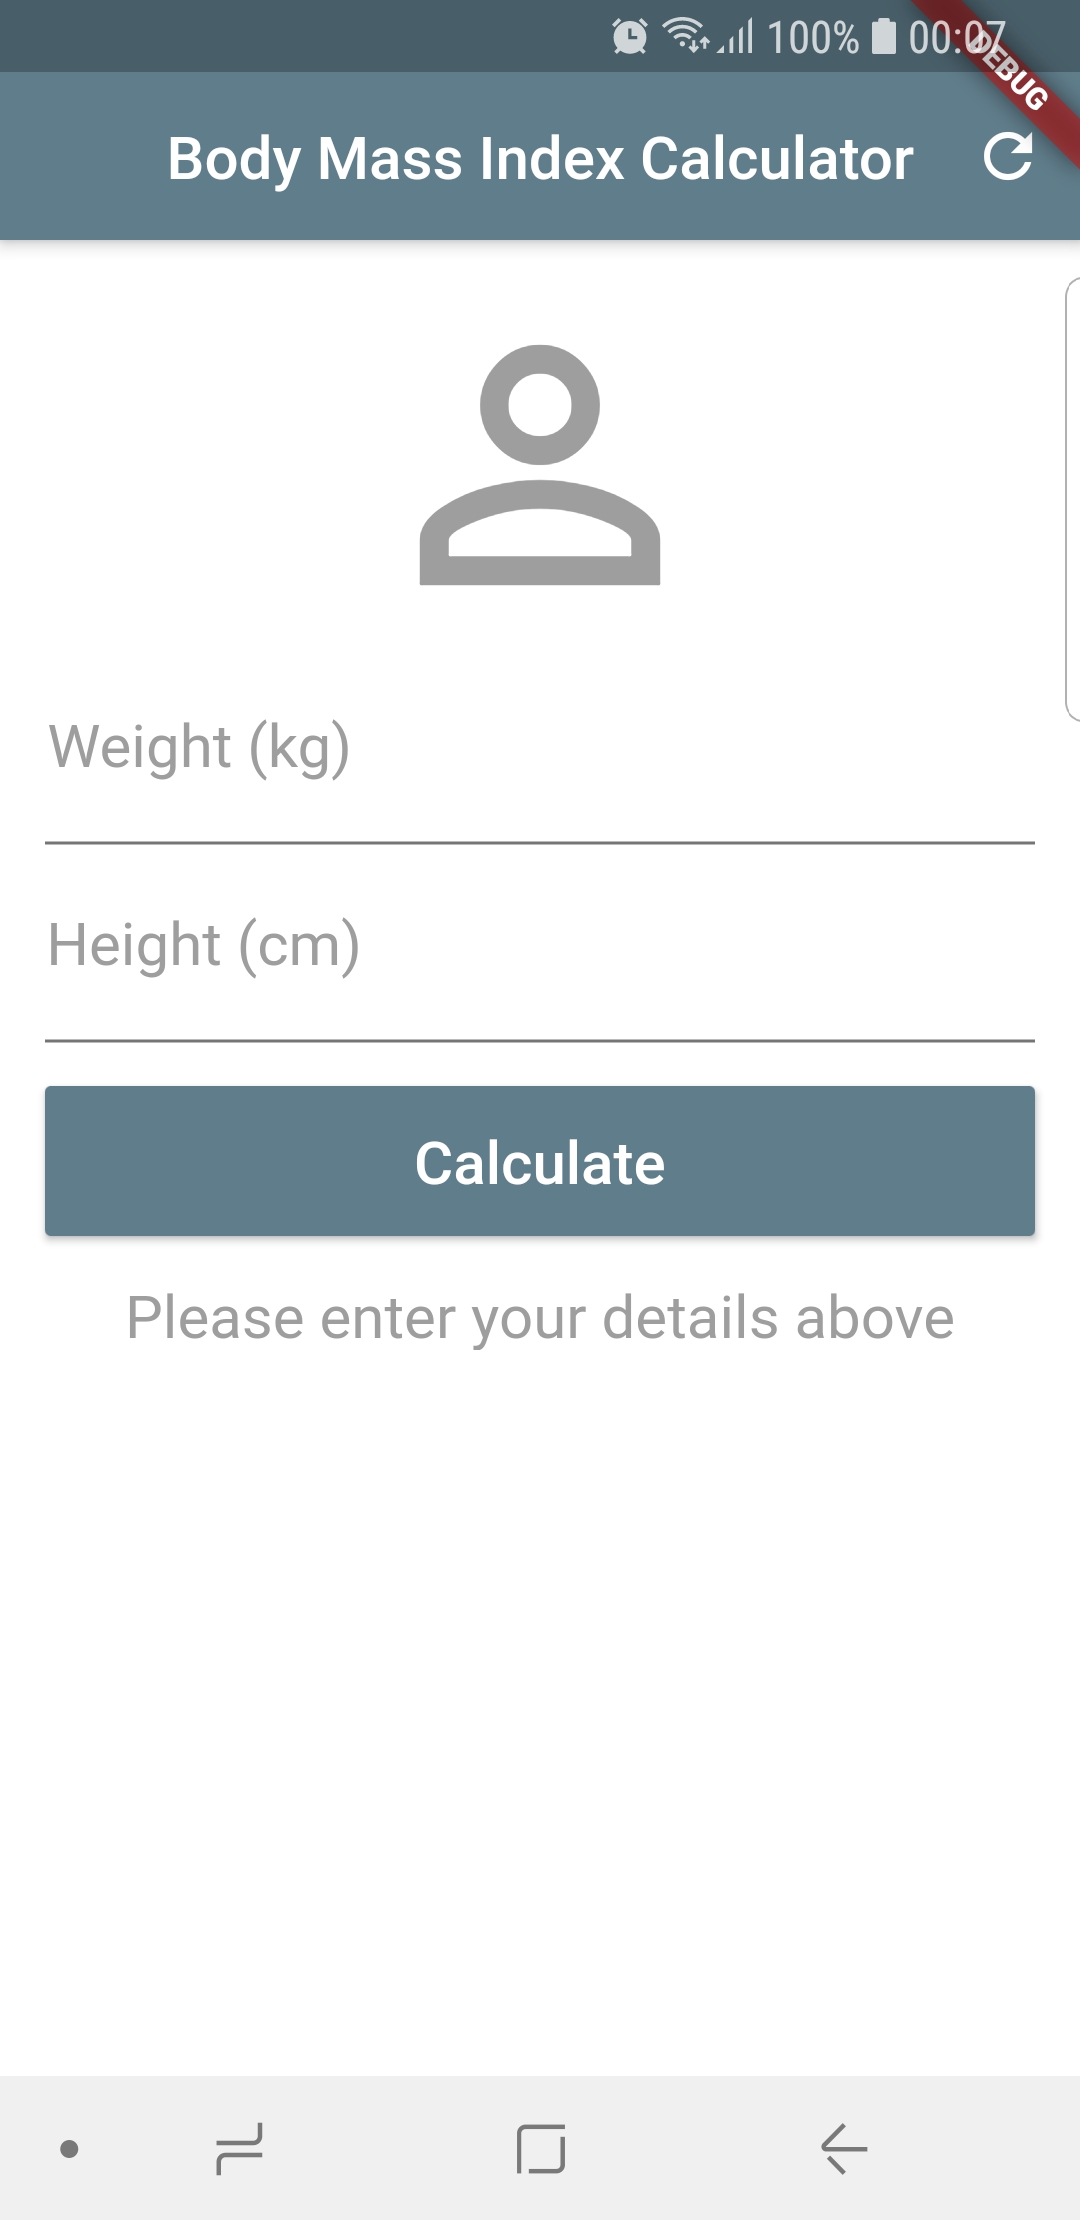 100% 00:07
DEBUG
Body Mass Index Calculator
Weight (kg)
Height (cm)
Calculate
Please enter your details above